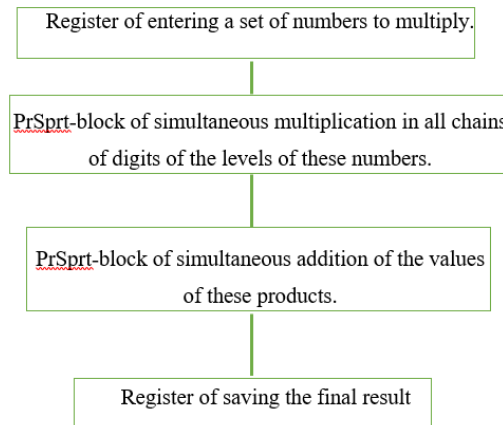 Register of entering a set of numbers to multiply.
PrSprt-block of simultaneous multiplication in all chains
of digits of the levels of these numbers.
PrSprt-block of simultaneous addition of the values
of these products.
Register of saving the final result